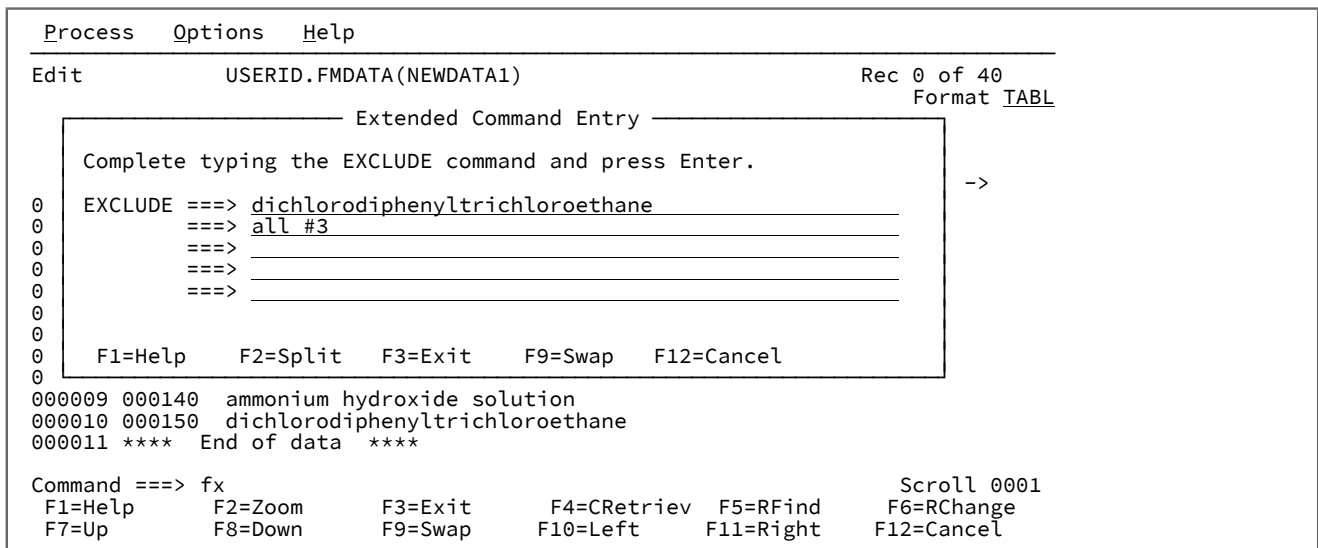 Process Options Help
Edit USERID.FMDATA(NEWDATA1) Rec 0 of 40
Format TABL
Extended Command Entry
Complete typing the EXCLUDE command and press Enter.
->
0 EXCLUDE ===> dichlorodiphenyltrichloroethane
0 ===> all #3
0 ===>
0 ===>
0 ===>
0
0
0 F1=Help F2=Split F3=Exit F9=Swap F12=Cancel
0
000009 000140 ammonium hydroxide solution
000010 000150 dichlorodiphenyltrichloroethane
000011 **** End of data ****
Command ===> fx Scroll 0001
F1=Help F2=Zoom F3=Exit F4=CRetriev F5=RFind F6=RChange
F7=Up F8=Down F9=Swap F10=Left F11=Right F12=Cancel